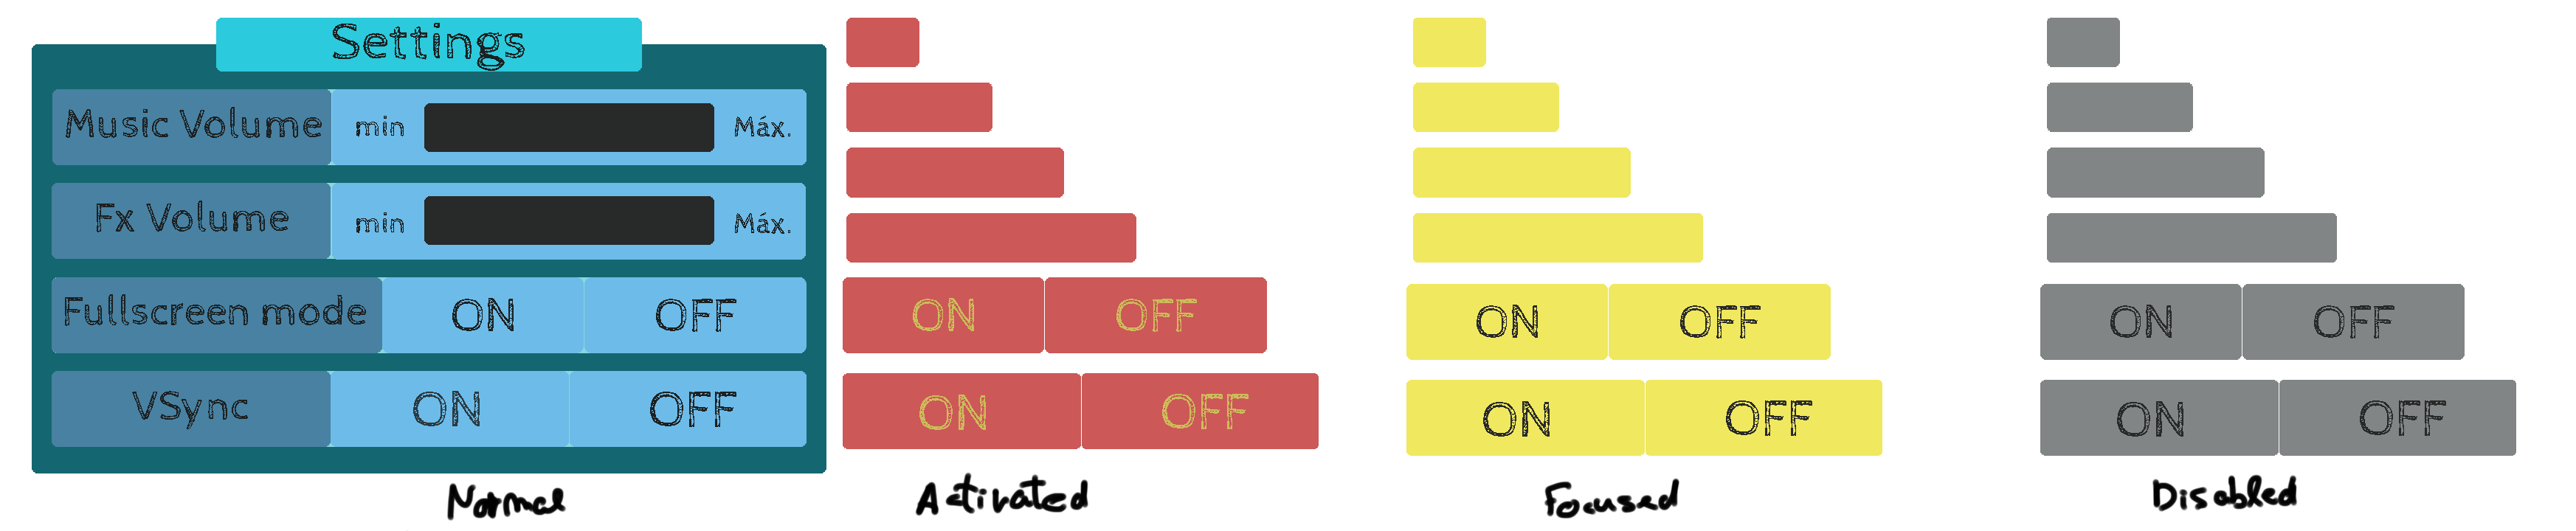 Settings
Music Volume min Máx.
Fx Volume min Máx.
Fullscreen mode ON OFF ON OFF ON OFF ON OFF
VSync ON OFF ON OFF ON OFF ON OFF
Normal Activated Focused Disabled